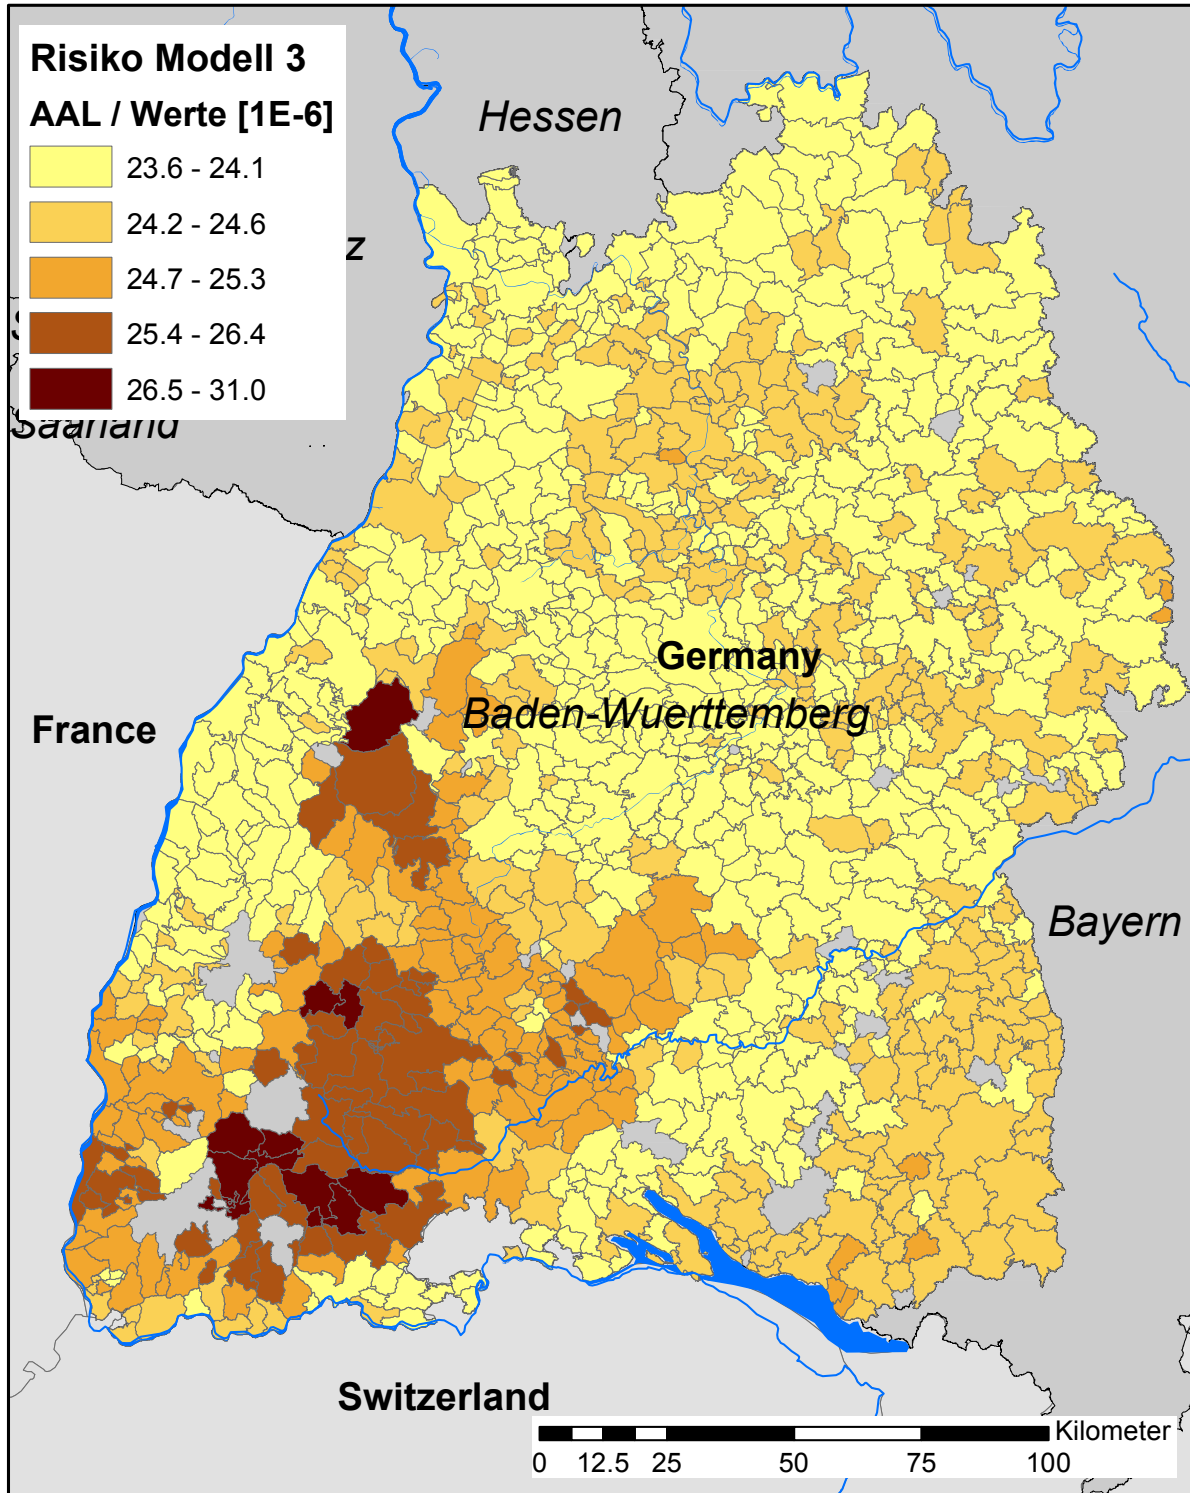 Risiko Modell 3
AAL / Werte [1E-6]
23.6 - 24.1
24.2 - 24.6
24.7 - 25.3
25.4 - 26.4
26.5 - 31.0
Hessen
z
Saarland
Germany
Baden-Wuerttemberg
France
Bayern
Switzerland
Kilometer
0 12.5 25 50 75 100